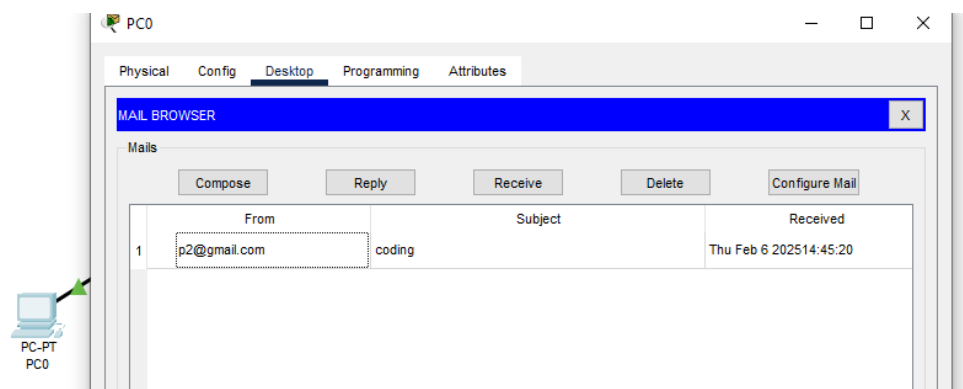 PC0
Physical Config Desktop Programming Attributes
MAIL BROWSER X
Mails
Compose Reply Receive Delete Configure Mail
From Subject Received
1 p2@gmail.com coding Thu Feb 6 202514:45:20
PC-PT
PC0